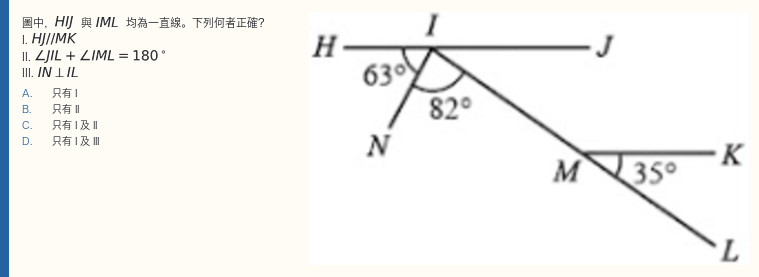 圖中, HIJ 與 IML 均為一直線。下列何者正確?
I. HJ//MK
II. ∠JIL + ∠IML = 180°
III. IN ⊥ IL
A. 只有 I
B. 只有 II
C. 只有 I 及 II
D. 只有 I 及 III
I
H
J
63°
82°
N
M
K
35°
L